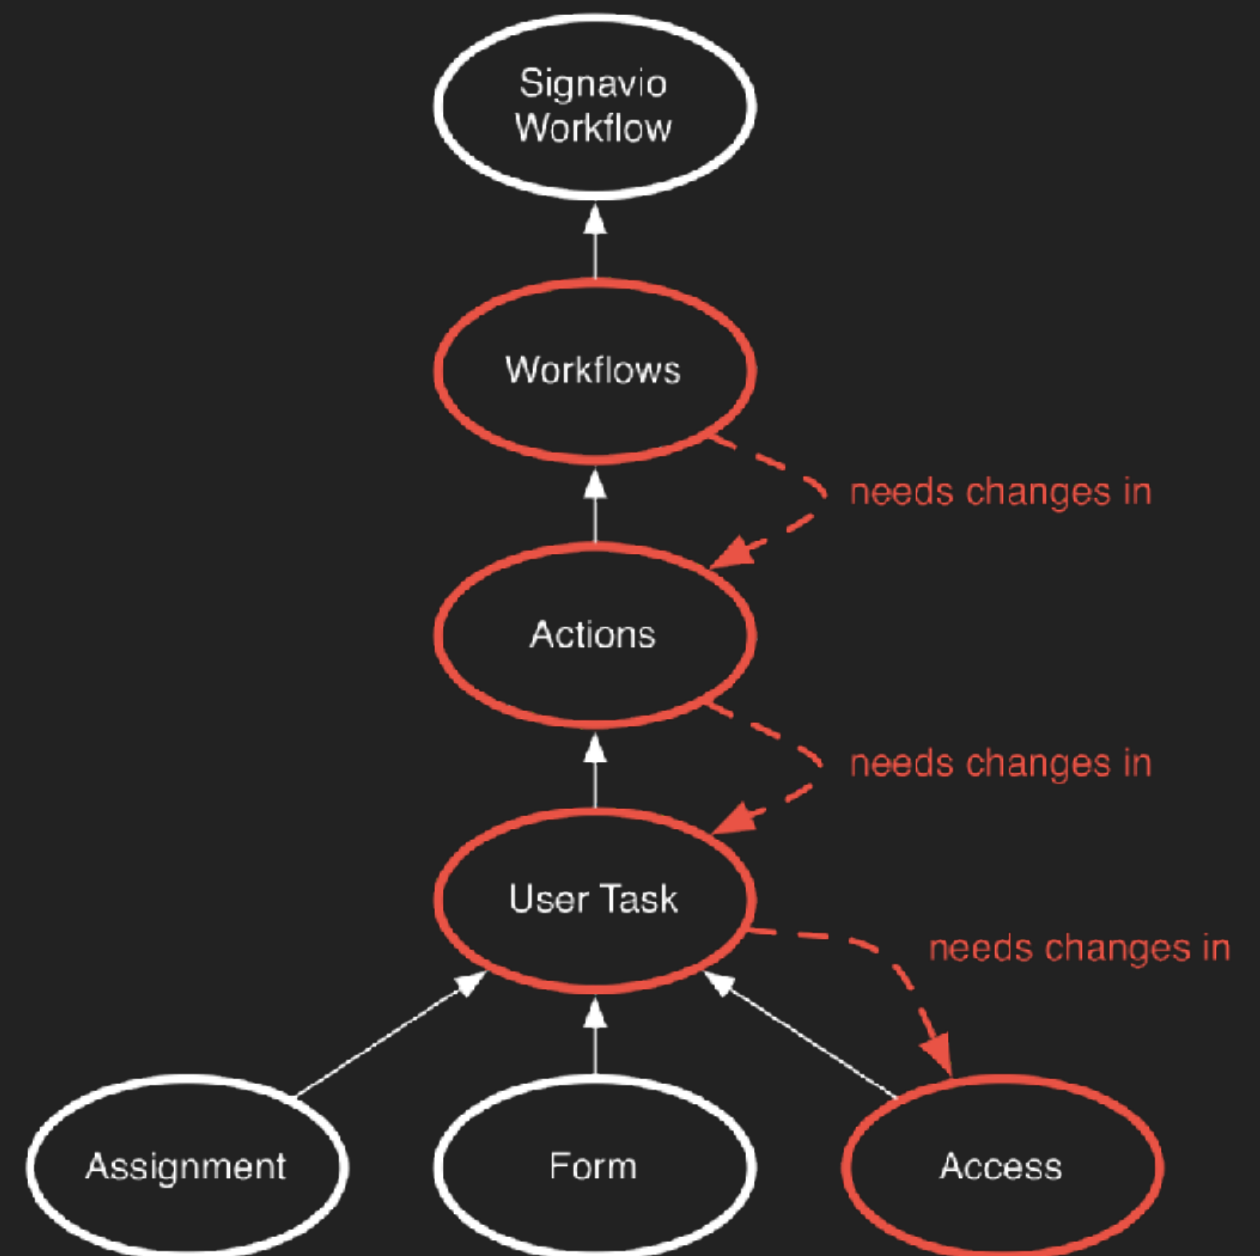 Signavio
Workflow
Workflows
needs changes in
Actions
needs changes in
User Task
needs changes in
Assignment
Form
Access